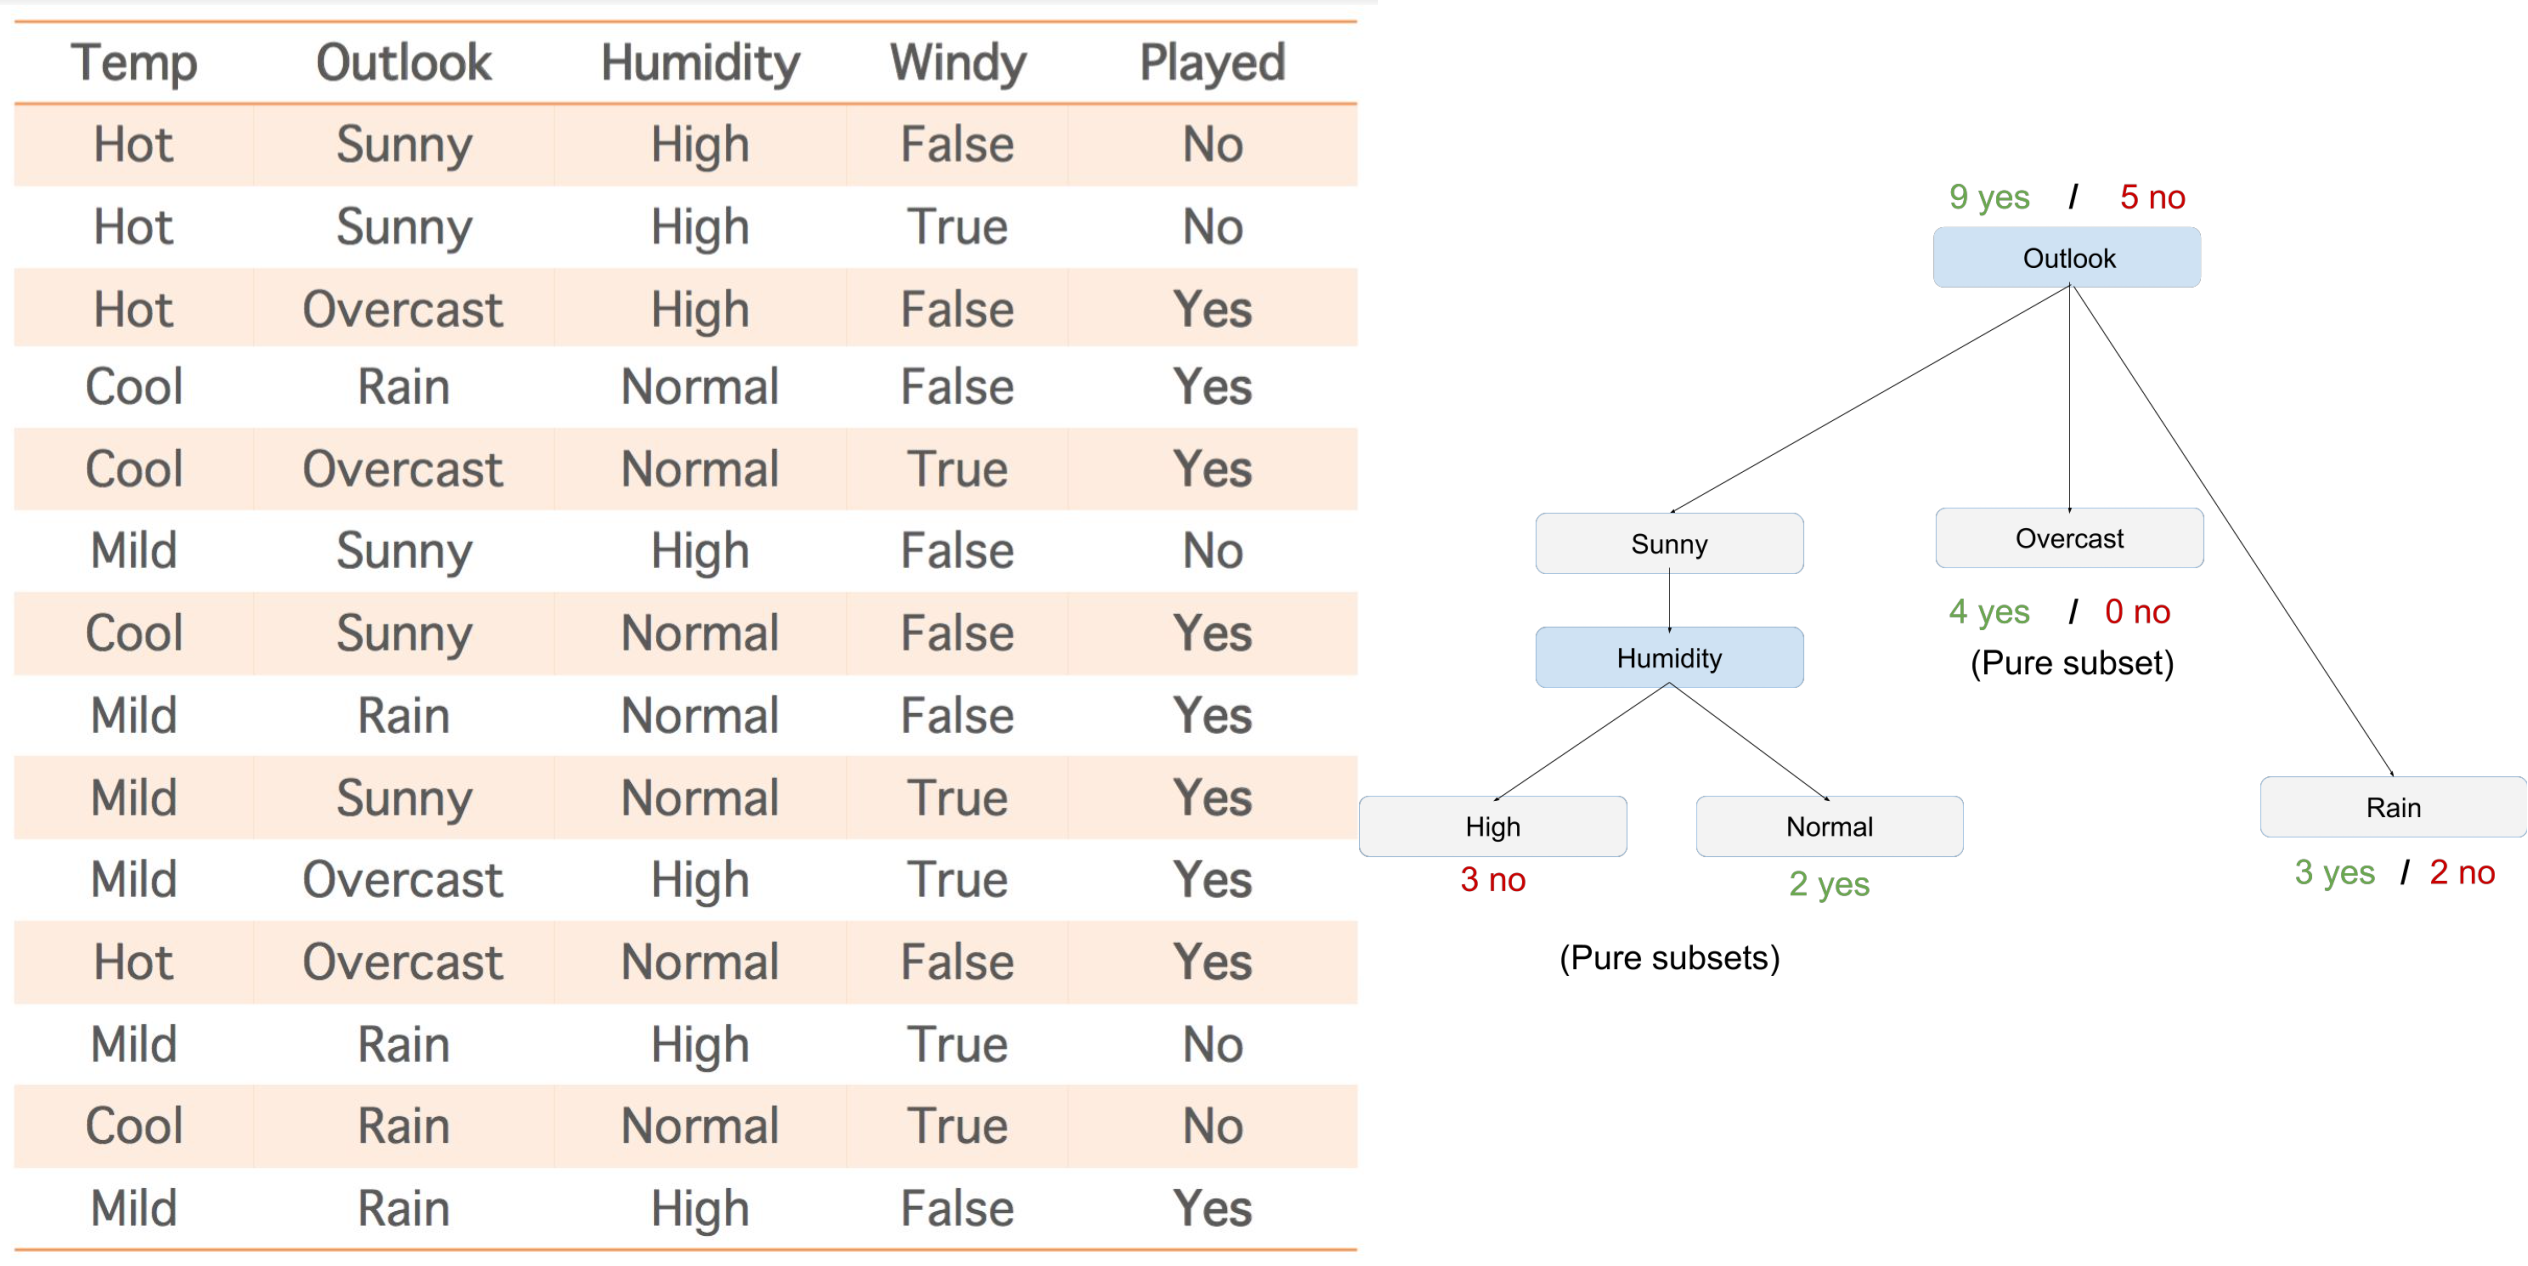 Temp Outlook Humidity Windy Played
Hot Sunny High False No
Hot Sunny High True No
Hot Overcast High False Yes
Cool Rain Normal False Yes
Cool Overcast Normal True Yes
Mild Sunny High False No
Cool Sunny Normal False Yes
Mild Rain Normal False Yes
Mild Sunny Normal True Yes
Mild Overcast High True Yes
Hot Overcast Normal False Yes
Mild Rain High True No
Cool Rain Normal True No
Mild Rain High False Yes
9 yes / 5 no
Outlook
Sunny
Overcast
4 yes / 0 no
(Pure subset)
Humidity
High
Normal
Rain
3 no
2 yes
3 yes / 2 no
(Pure subsets)